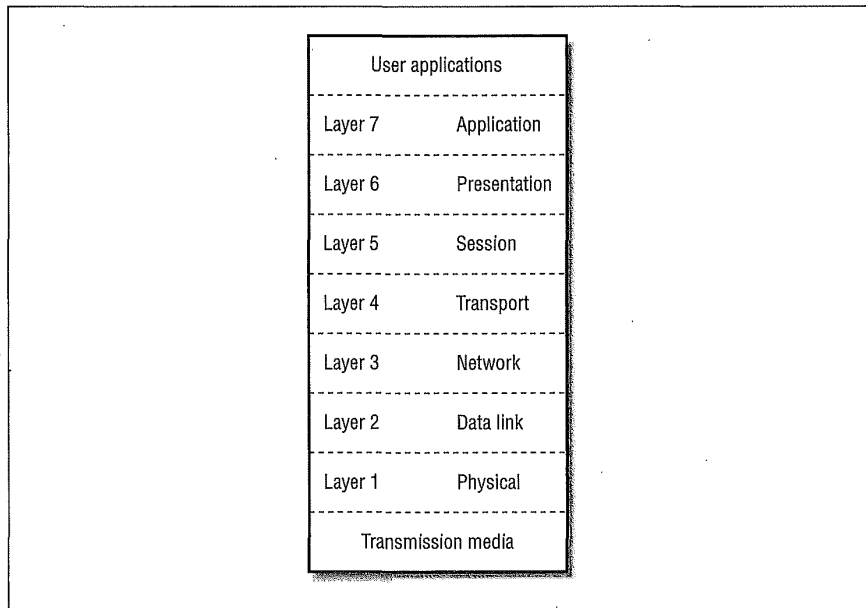 User applications
Layer 7 Application
Layer 6 Presentation
Layer 5 Session
Layer 4 Transport
Layer 3 Network
Layer 2 Data link
Layer 1 Physical
Transmission media